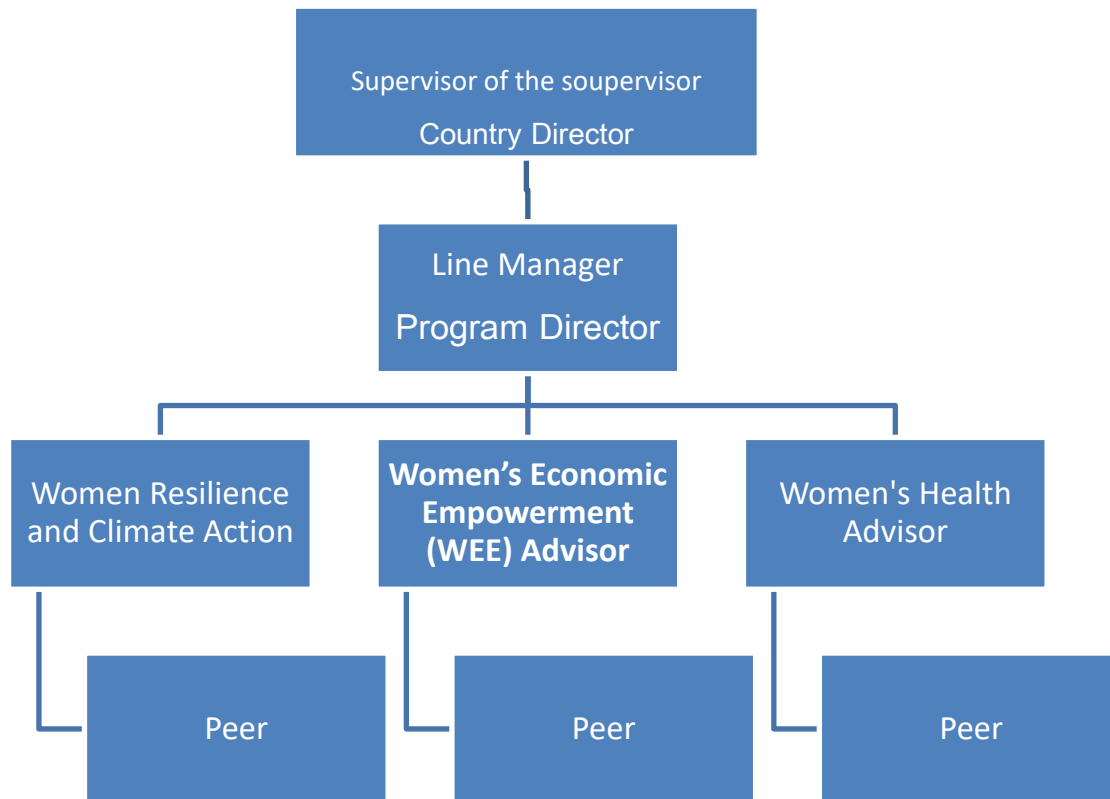 Supervisor of the soupervisor
Country Director
Line Manager
Program Director
Women Resilience
and Climate Action
Women’s Economic
Empowerment
(WEE) Advisor
Women's Health
Advisor
Peer
Peer
Peer